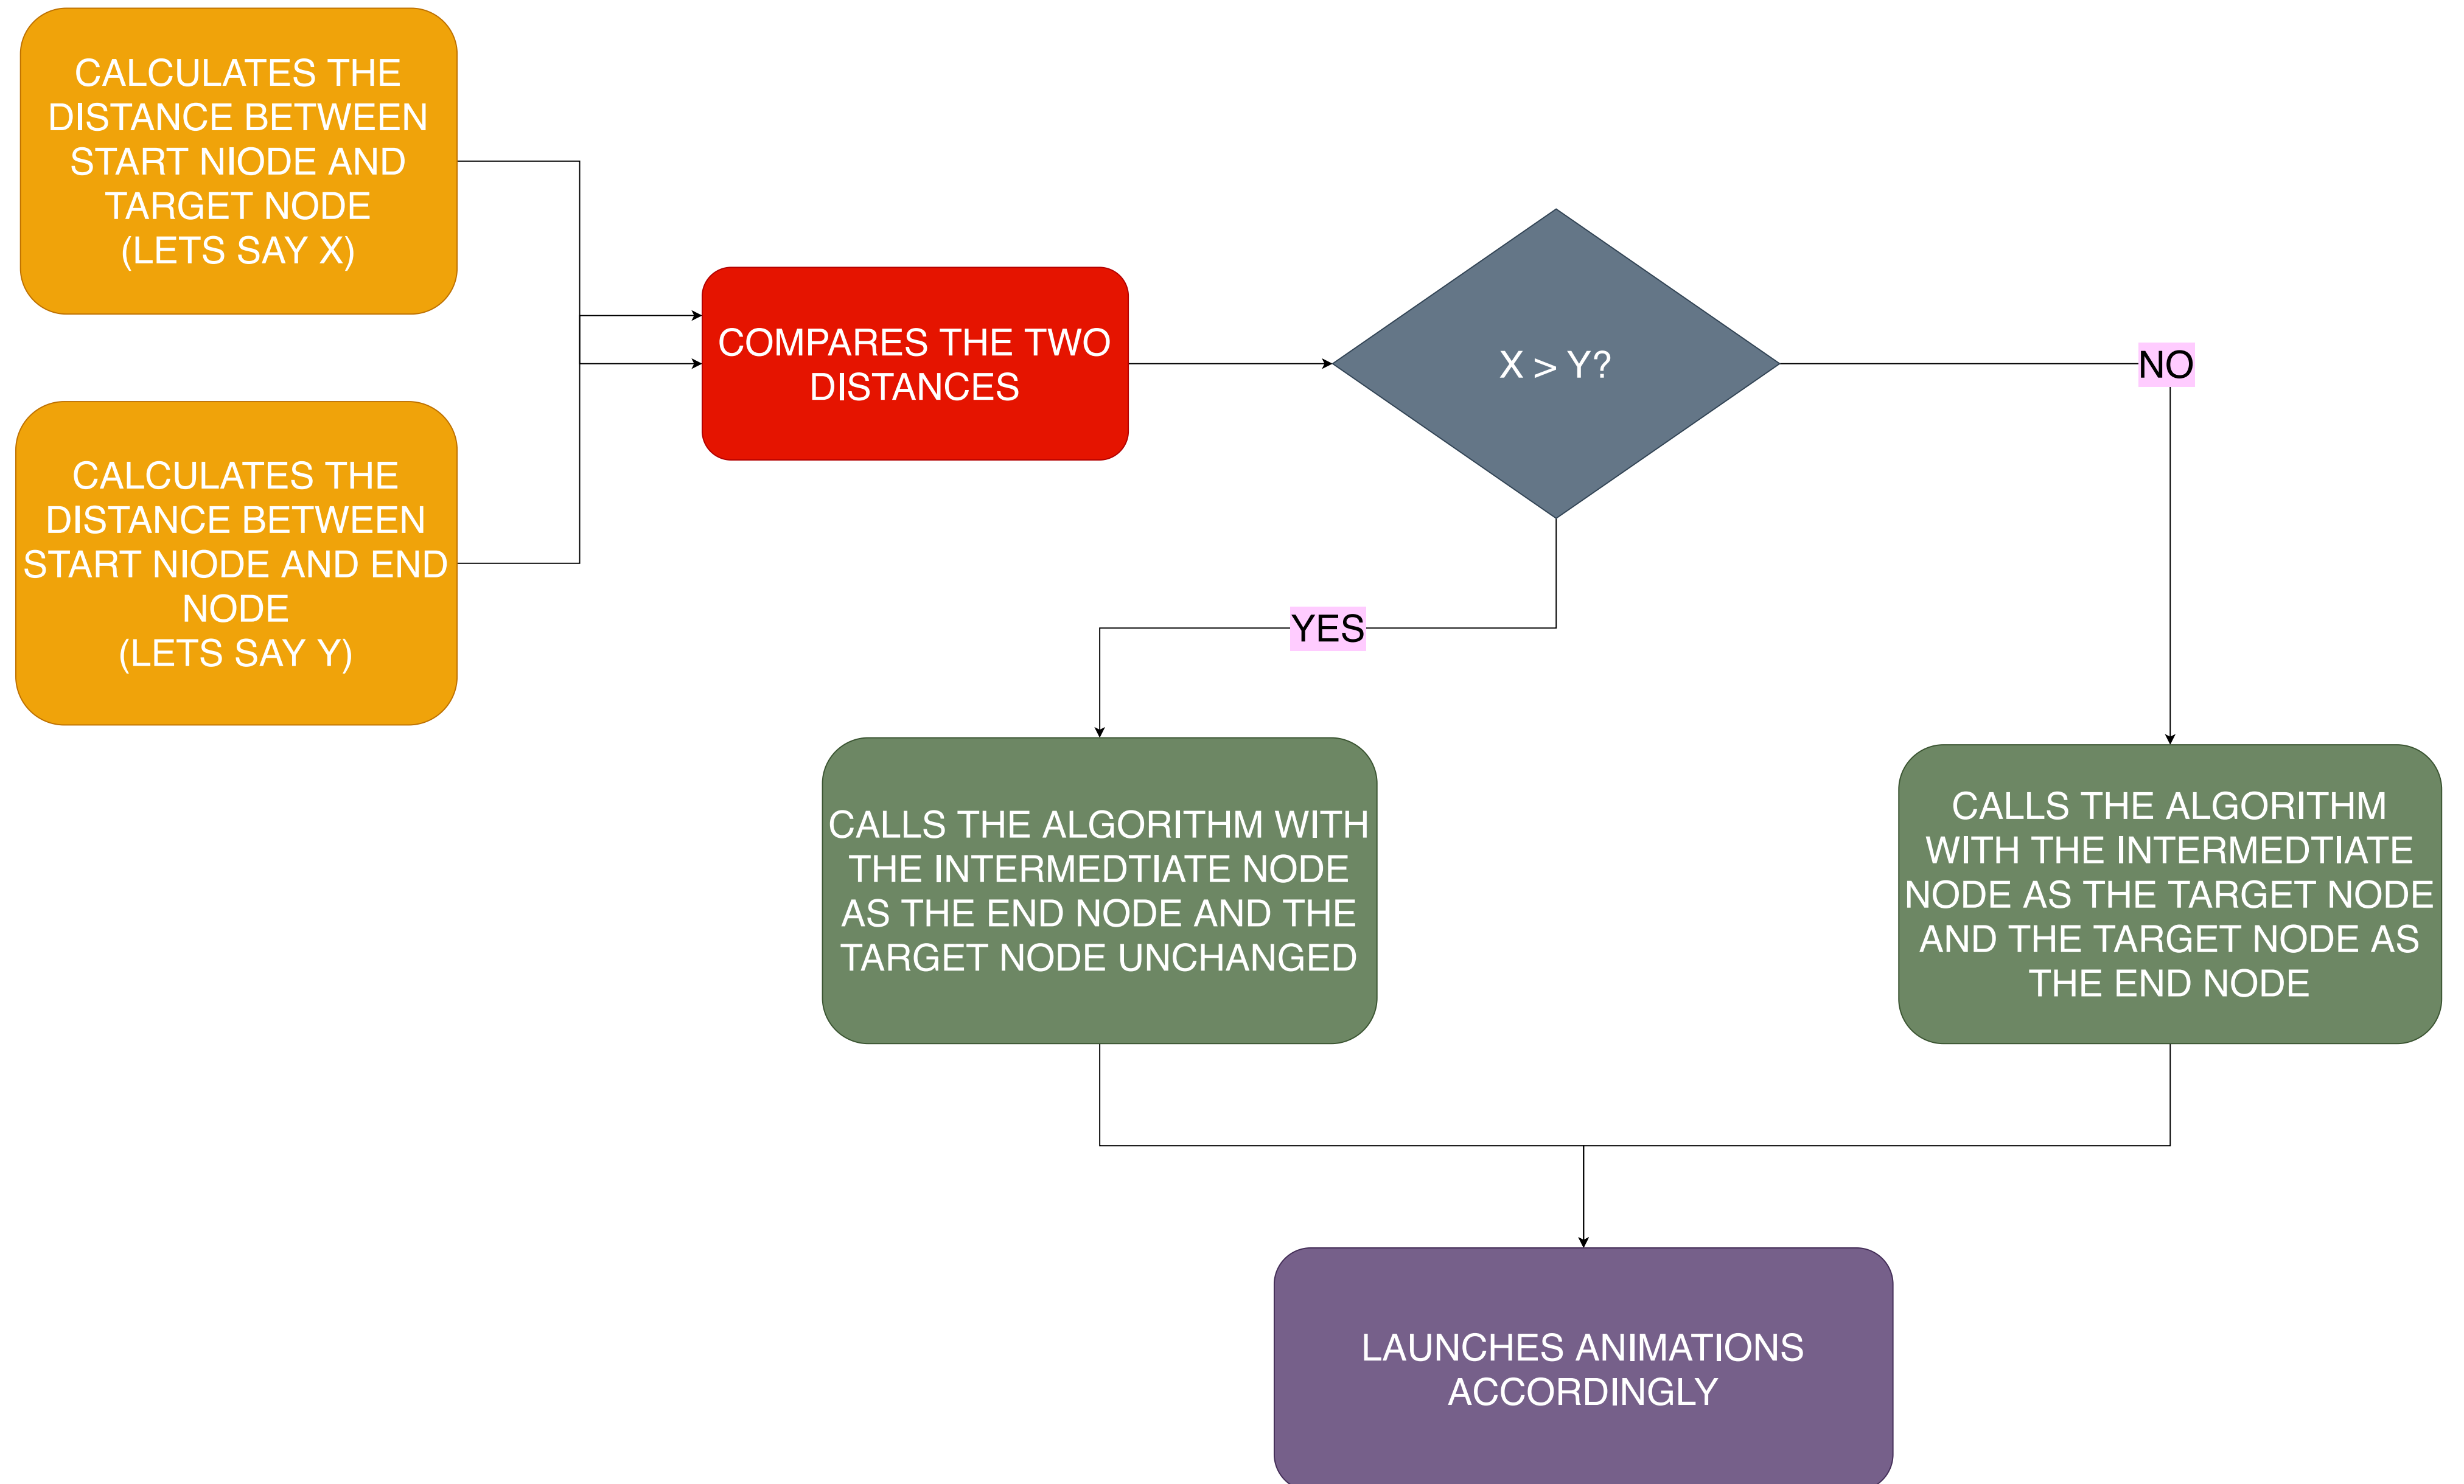 CALCULATES THE
DISTANCE BETWEEN
START NIODE AND
TARGET NODE
(LETS SAY X)
CALCULATES THE
DISTANCE BETWEEN
START NIODE AND END
NODE
(LETS SAY Y)
COMPARES THE TWO
DISTANCES
X > Y?
NO
YES
CALLS THE ALGORITHM WITH
THE INTERMEDTIATE NODE
AS THE END NODE AND THE
TARGET NODE UNCHANGED
CALLS THE ALGORITHM
WITH THE INTERMEDTIATE
NODE AS THE TARGET NODE
AND THE TARGET NODE AS
THE END NODE
LAUNCHES ANIMATIONS
ACCORDINGLY